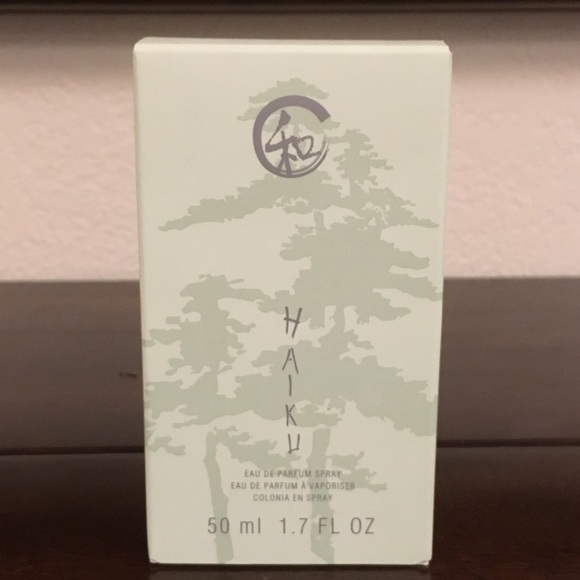 和
HAIKU
EAU DE PARFUM SPRAY
EAU DE PARFUM À VAPORISER
COLONIA EN SPRAY
50 ml 1.7 FL OZ